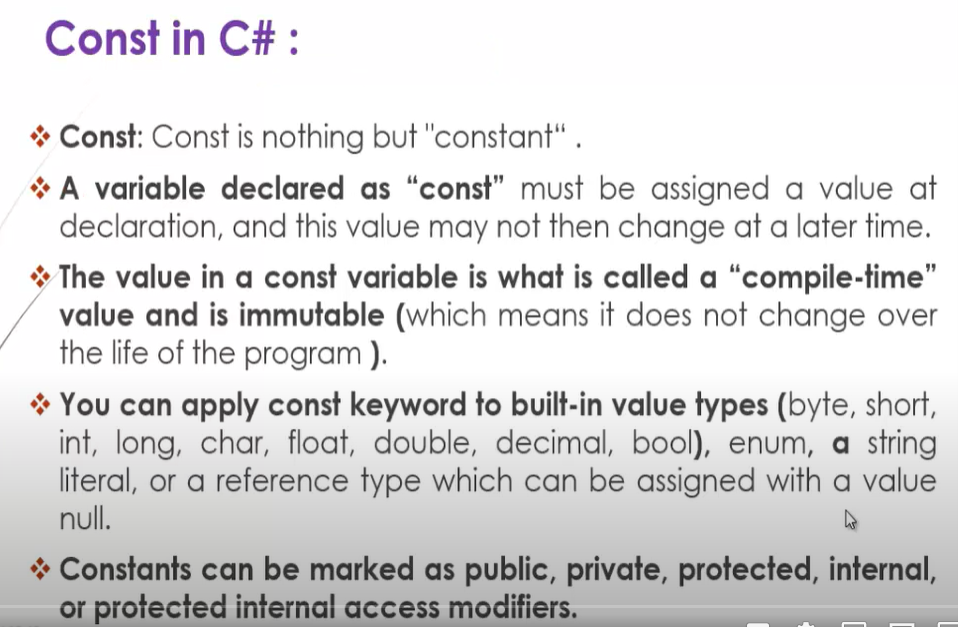 Const in C# :
❖ Const: Const is nothing but "constant“ .
❖ A variable declared as “const” must be assigned a value at
declaration, and this value may not then change at a later time.
❖ The value in a const variable is what is called a “compile-time”
value and is immutable (which means it does not change over
the life of the program ).
❖ You can apply const keyword to built-in value types (byte, short,
int, long, char, float, double, decimal, bool), enum, a string
literal, or a reference type which can be assigned with a value
null.
❖ Constants can be marked as public, private, protected, internal,
or protected internal access modifiers.